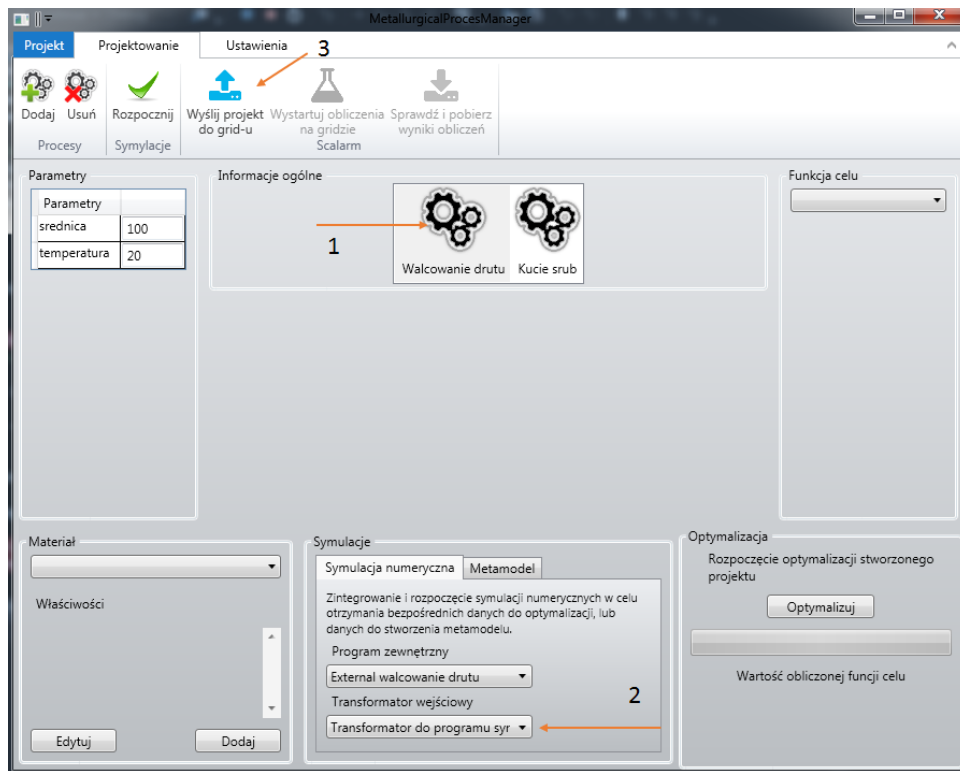 MetallurgicalProcesManager
Projekt
Projektowanie
Ustawienia
3
Dodaj
Usuń
Rozpocznij
Wyślij projekt
do grid-u
Wystartuj obliczenia
na gridzie
Sprawdź i pobierz
wyniki obliczeń
Procesy
Symylacje
Scalarm
Parametry
Parametry
srednica
100
temperatura
20
Informacje ogólne
1
Walcowanie drutu
Kucie srub
Funkcja celu
Materiał
Właściwości
Edytuj
Dodaj
Symulacje
Symulacja numeryczna
Metamodel
Zintegrowanie i rozpoczęcie symulacji numerycznych w celu
otrzymania bezpośrednich danych do optymalizacji, lub
danych do stworzenia metamodelu.
Program zewnętrzny
External walcowanie drutu
Transformator wejściowy
2
Transformator do programu syr
Optymalizacja
Rozpoczęcie optymalizacji stworzonego
projektu
Optymalizuj
Wartość obliczonej funcji celu